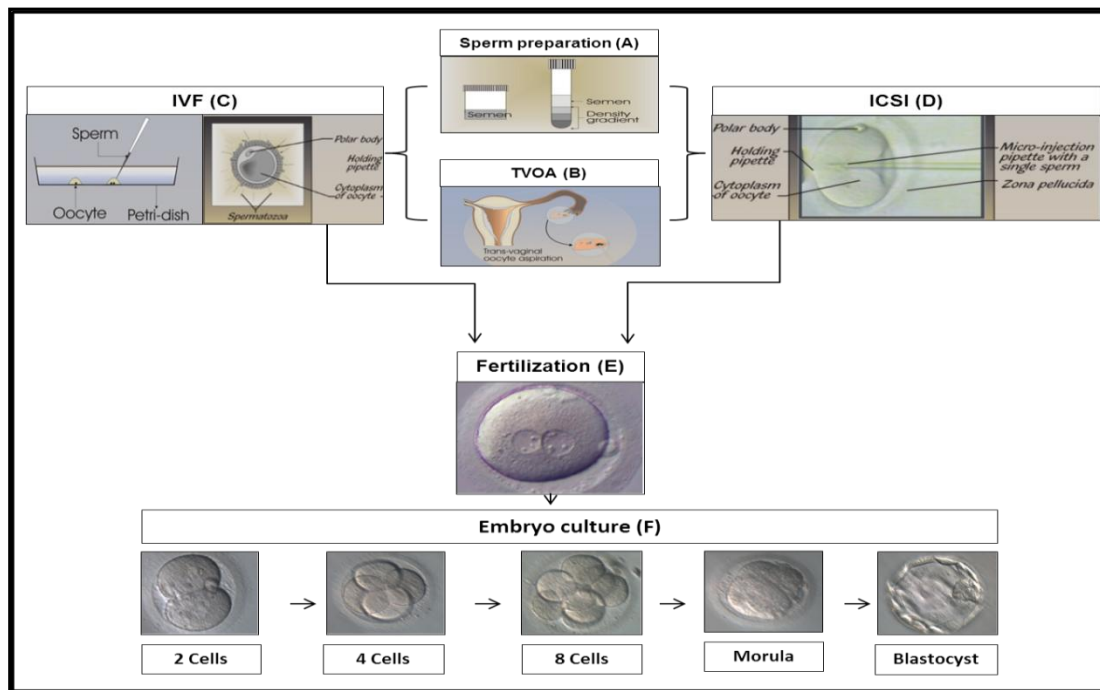 Sperm preparation (A)
Semen
Semen
Density
gradient
IVF (C)
Sperm
Oocyte
Petri-dish
Polar body
Holding
pipette
Cytoplasm
of oocyte
Spermatozoa
TVOA (B)
Trans-vaginal
oocyte aspiration
ICSI (D)
Polar body
Holding
pipette
Cytoplasm
of oocyte
Micro-injection
pipette with a
single sperm
Zona pellucida
Fertilization (E)
Embryo culture (F)
2 Cells
4 Cells
8 Cells
Morula
Blastocyst